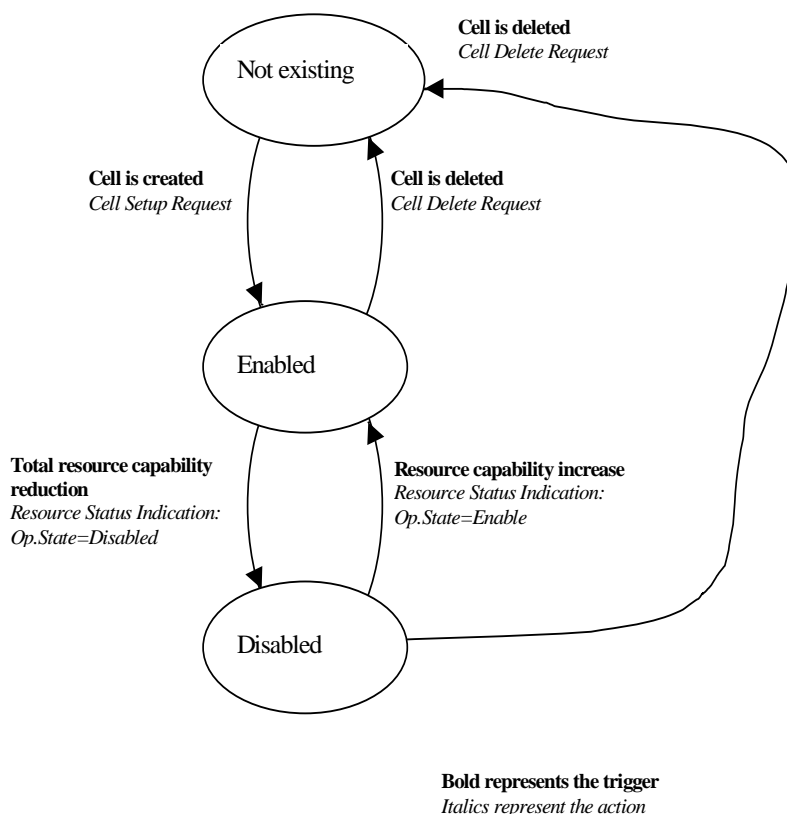 Cell is deleted
Cell Delete Request
Not existing
Cell is created
Cell Setup Request
Cell is deleted
Cell Delete Request
Enabled
Total resource capability
reduction
Resource Status Indication:
Op.State=Disabled
Resource capability increase
Resource Status Indication:
Op.State=Enable
Disabled
Bold represents the trigger
Italics represent the action